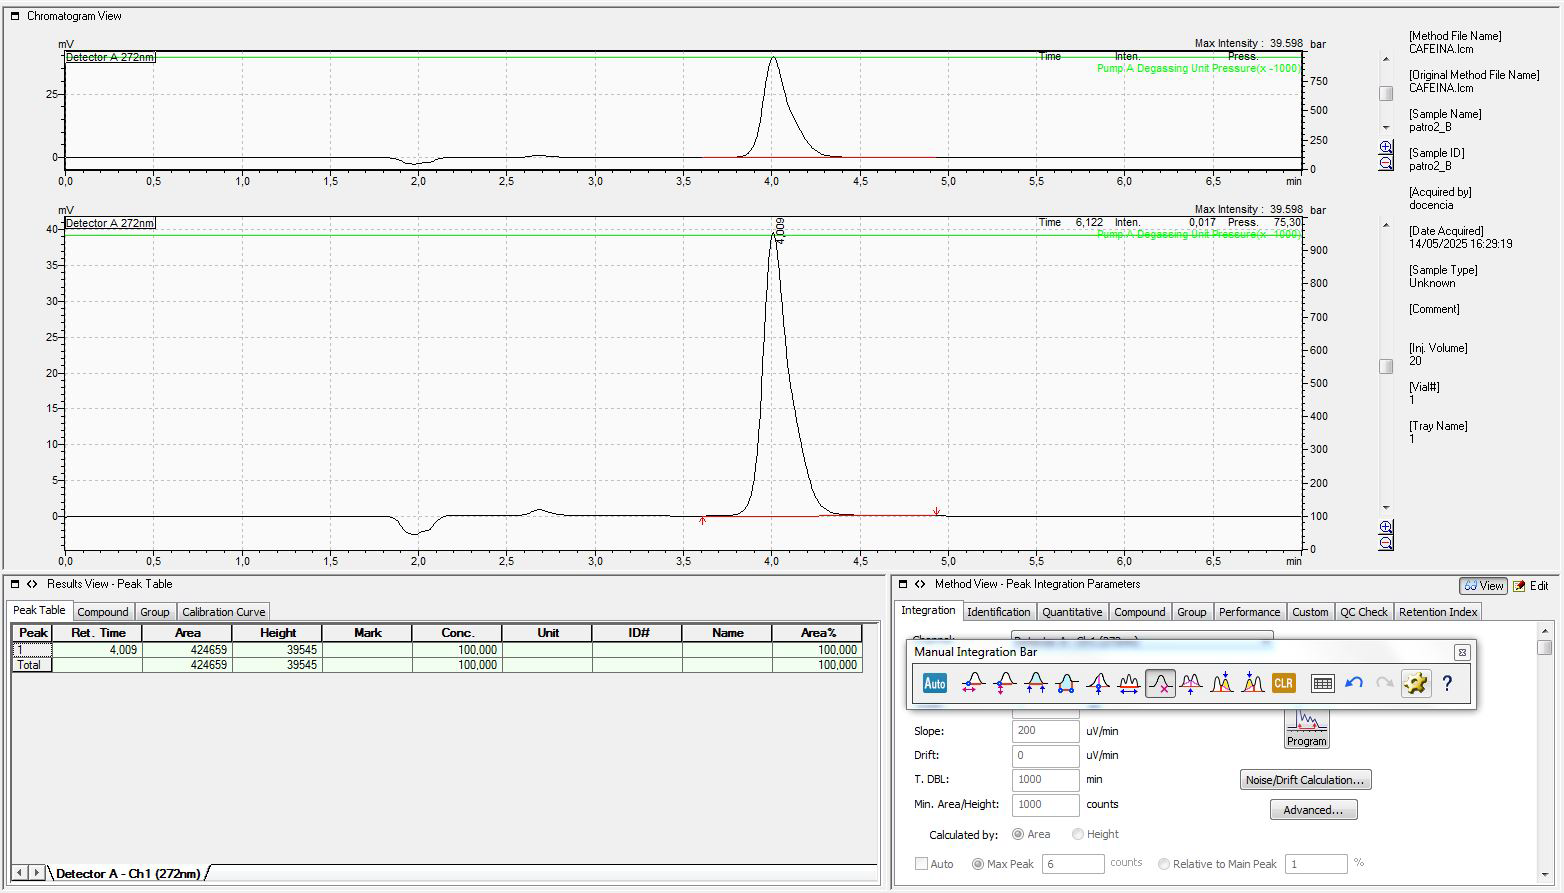 Chromatogram View
mV
Max Intensity : 39.598 bar
Detector A 272nm
Time Inten. Press.
Pump A Degassing Unit Pressure(x -1000)
25
0
750
500
250
0
0,0 0,5 1,0 1,5 2,0 2,5 3,0 3,5 4,0 4,5 5,0 5,5 6,0 6,5 min
mV
Max Intensity : 39.598 bar
Detector A 272nm
Time 6,122 Inten. 0,017 Press. 75,30
Pump A Degassing Unit Pressure(x -1000)
4,009
40
35
30
25
20
15
10
5
0
900
800
700
600
500
400
300
200
100
0
0,0 0,5 1,0 1,5 2,0 2,5 3,0 3,5 4,0 4,5 5,0 5,5 6,0 6,5 min
[Method File Name]
CAFEINA.lcm
[Original Method File Name]
CAFEINA.lcm
[Sample Name]
patro2_B
[Sample ID]
patro2_B
[Acquired by]
docencia
[Date Acquired]
14/05/2025 16:29:19
[Sample Type]
Unknown
[Comment]
[Inj. Volume]
20
[Vial#]
1
[Tray Name]
1
Results View - Peak Table
Peak Table Compound Group Calibration Curve
Peak Ret. Time Area Height Mark Conc. Unit ID# Name Area%
1 4,009 424659 39545 100,000 100,000
Total 424659 39545 100,000 100,000
Detector A - Ch1 (272nm)
Method View - Peak Integration Parameters
View Edit
Integration Identification Quantitative Compound Group Performance Custom QC Check Retention Index
Manual Integration Bar
Auto CLR ?
Slope: 200 uV/min
Program
Drift: 0 uV/min
T. DBL: 1000 min
Noise/Drift Calculation...
Min. Area/Height: 1000 counts
Advanced...
Calculated by: Area Height
Auto Max Peak 6 counts Relative to Main Peak 1 %